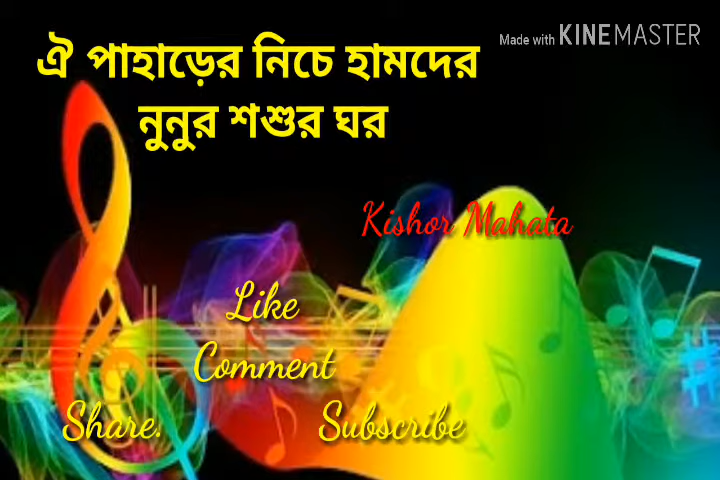 Made with KINEMASTER
ঐ পাহাড়ের নিচে হামদের
নুনুর শশুর ঘর
Kishor Mahata
Like
Comment
Share.
Subscribe